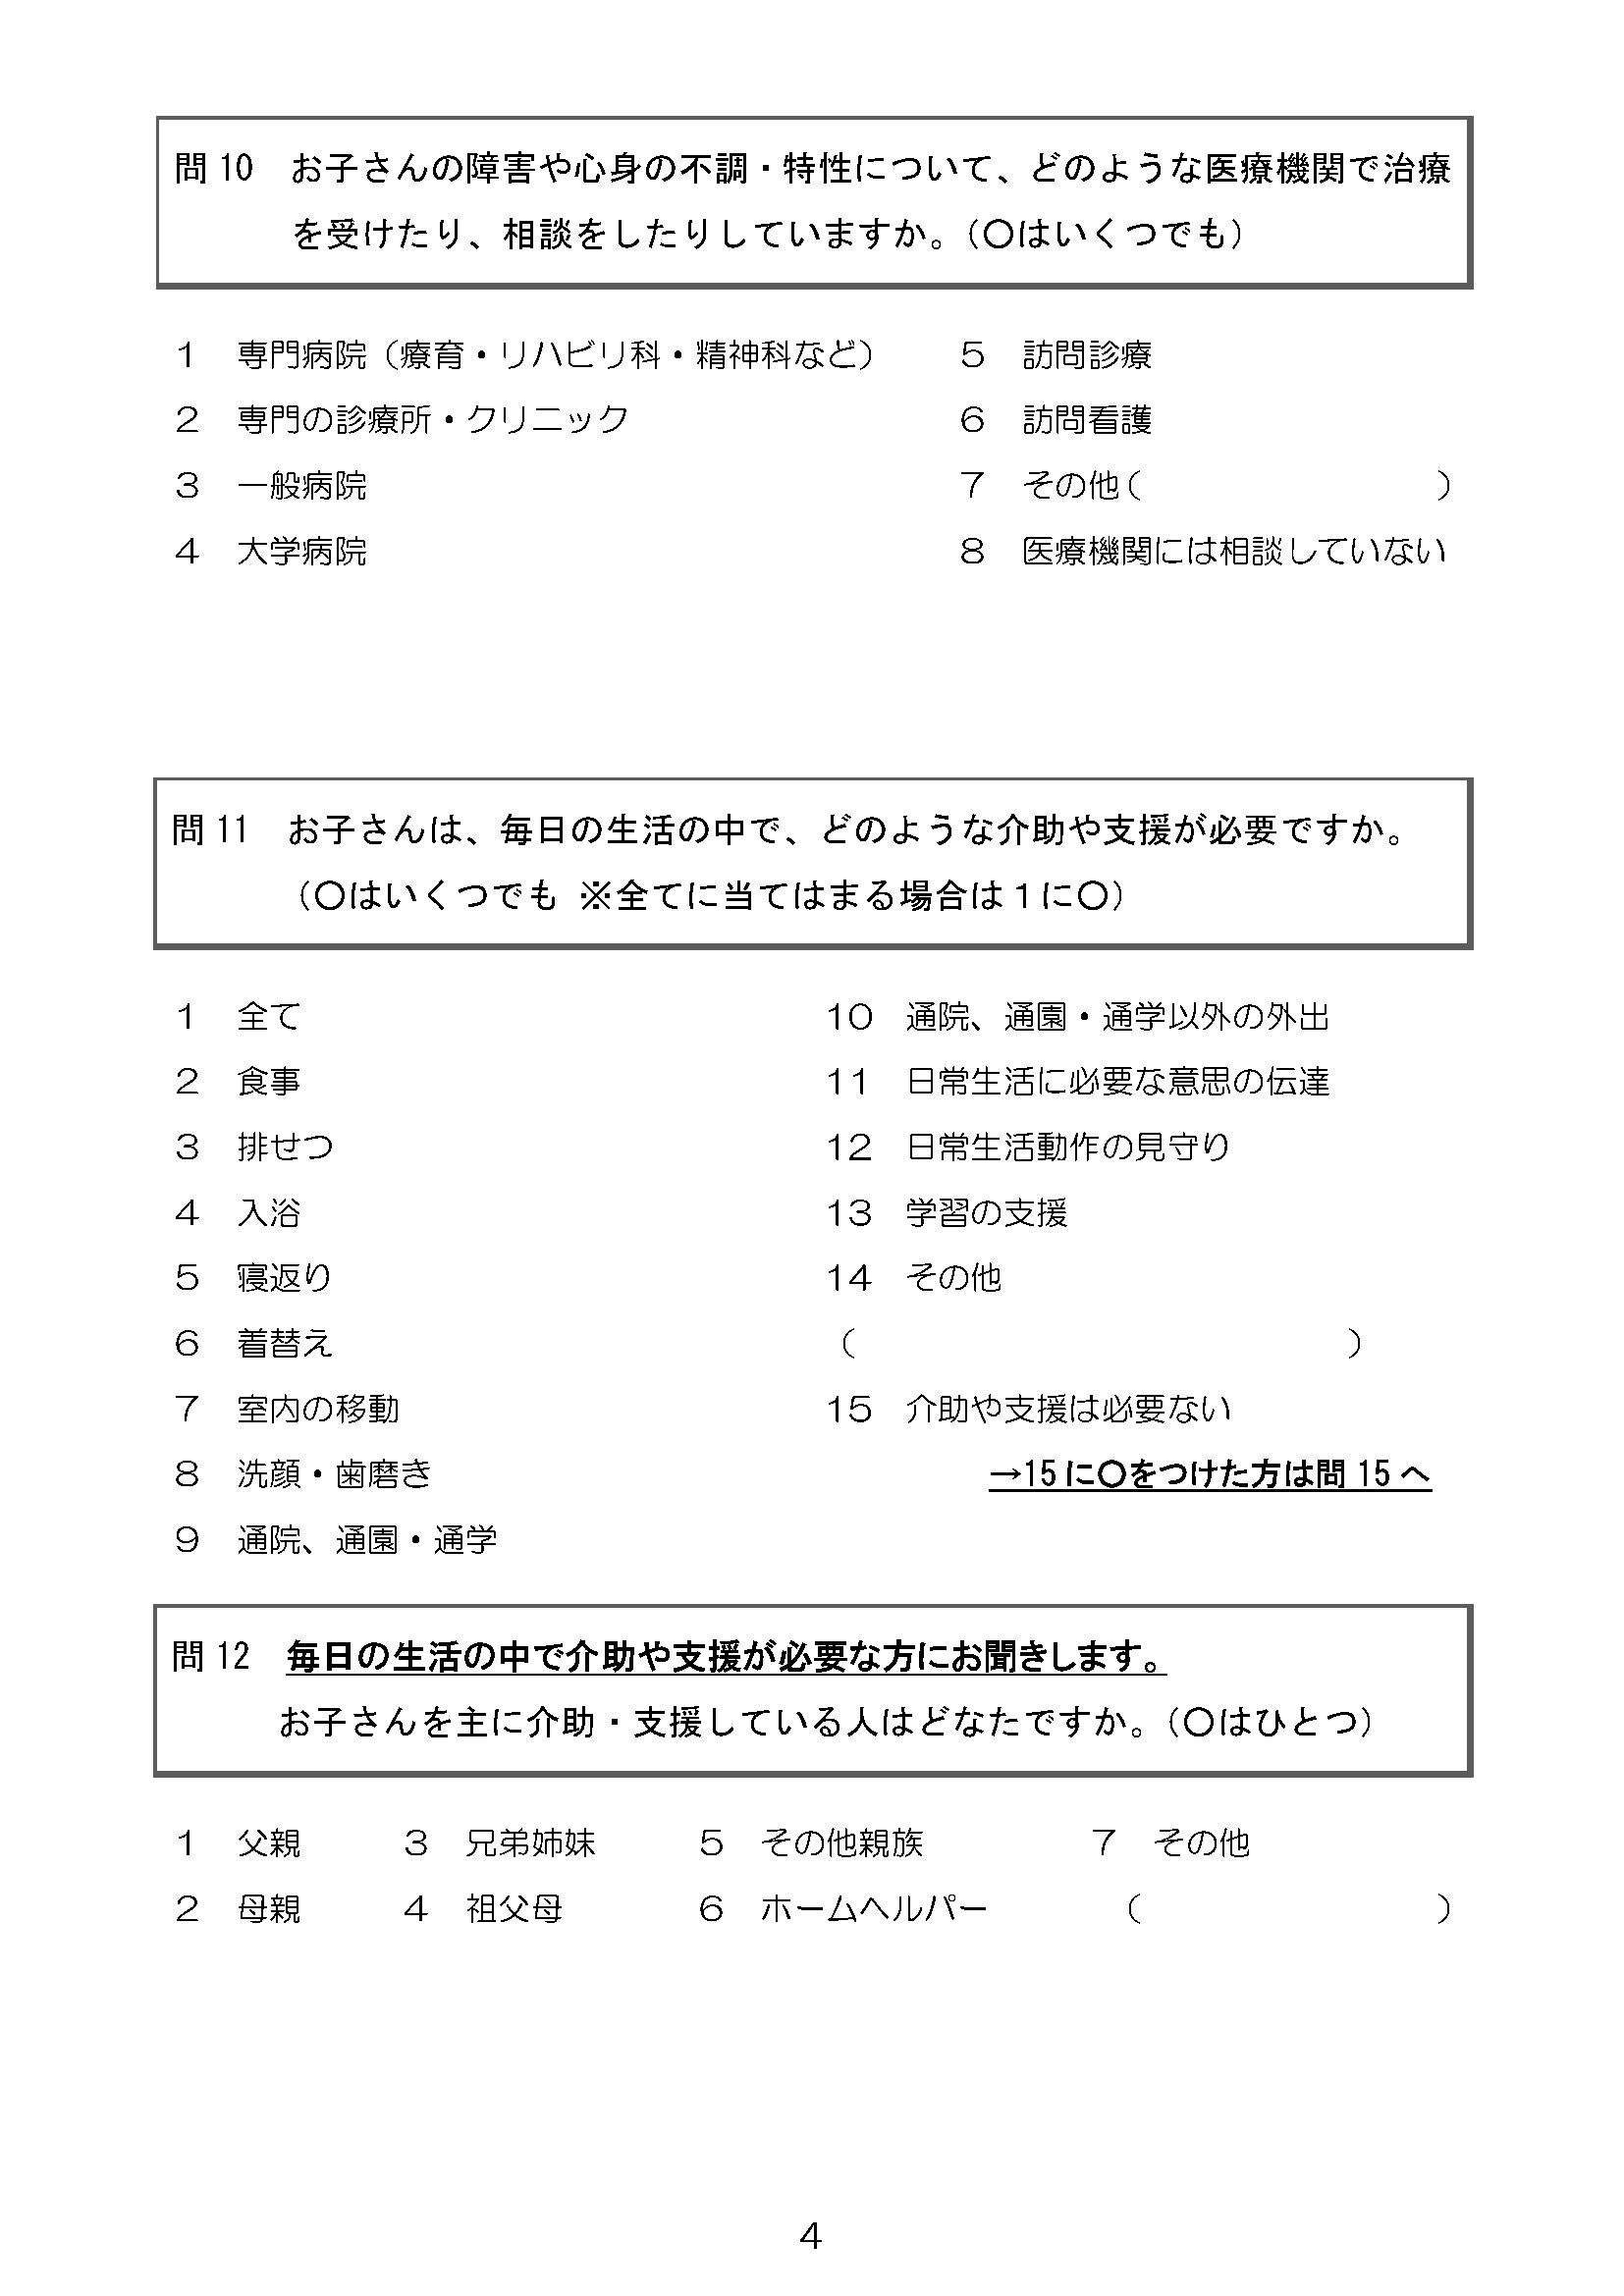 問10　お子さんの障害や心身の不調・特性について、どのような医療機関で治療
を受けたり、相談をしたりしていますか。（〇はいくつでも）
1　専門病院（療育・リハビリ科・精神科など）
2　専門の診療所・クリニック
3　一般病院
4　大学病院
5　訪問診療
6　訪問看護
7　その他（　　　　　　　　　）
8　医療機関には相談していない
問11　お子さんは、毎日の生活の中で、どのような介助や支援が必要ですか。
（〇はいくつでも ※全てに当てはまる場合は１に〇）
1　全て
2　食事
3　排せつ
4　入浴
5　寝返り
6　着替え
7　室内の移動
8　洗顔・歯磨き
9　通院、通園・通学
10　通院、通園・通学以外の外出
11　日常生活に必要な意思の伝達
12　日常生活動作の見守り
13　学習の支援
14　その他
（　　　　　　　　　　　　　　　）
15　介助や支援は必要ない
→15に〇をつけた方は問15へ
問12　毎日の生活の中で介助や支援が必要な方にお聞きします。
お子さんを主に介助・支援している人はどなたですか。（〇はひとつ）
1　父親　3　兄弟姉妹　5　その他親族　7　その他
2　母親　4　祖父母　6　ホームヘルパー　（　　　　　　　　　）
4